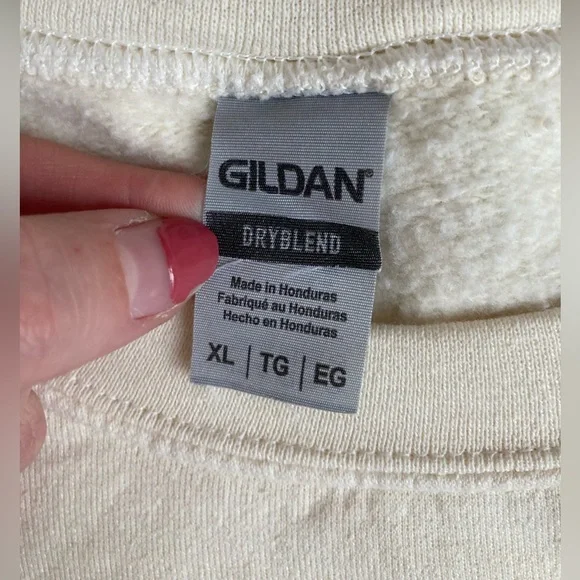 GILDAN®
DRYBLEND
Made in Honduras
Fabriqué au Honduras
Hecho en Honduras
XL | TG | EG